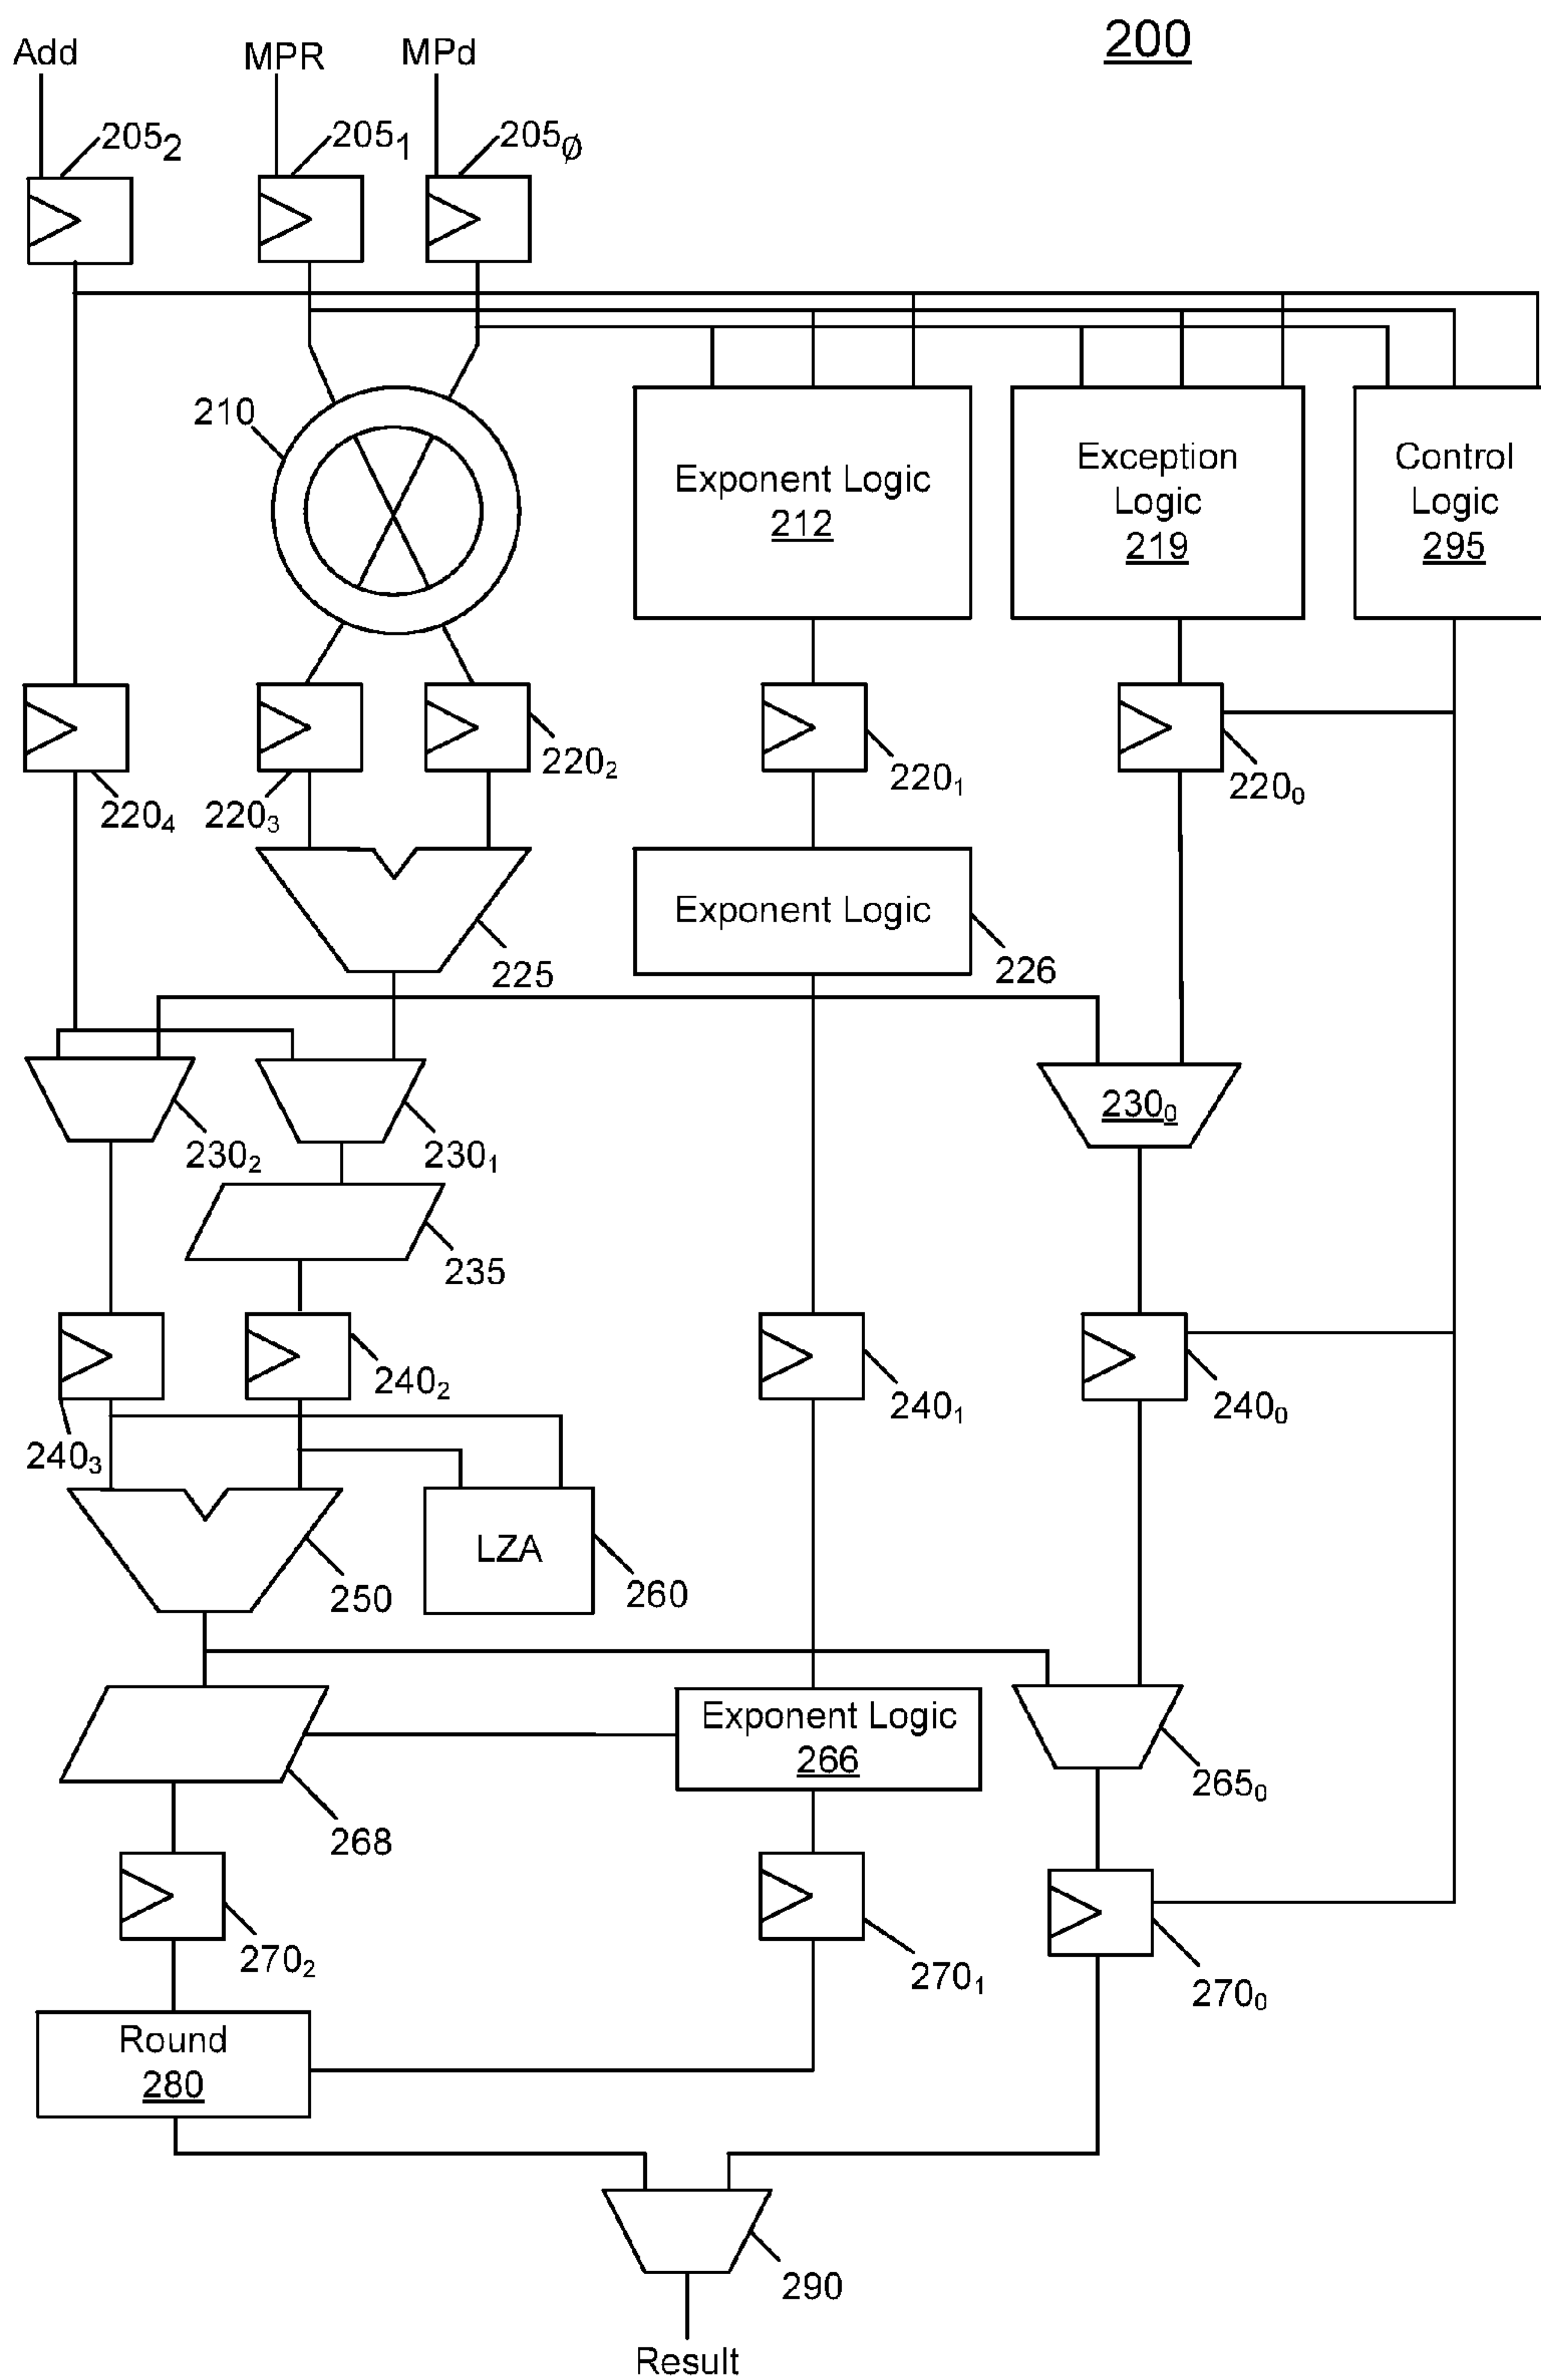 200
Add
MPR
MPd
205₂
205₁
205ø
210
Exponent Logic
212
Exception
Logic
219
Control
Logic
295
220₂
220₁
220₀
220₄
220₃
Exponent Logic
225
226
230₂
230₁
230₀
235
240₂
240₁
240₀
240₃
LZA
250
260
Exponent Logic
266
265₀
268
270₂
270₁
270₀
Round
280
290
Result